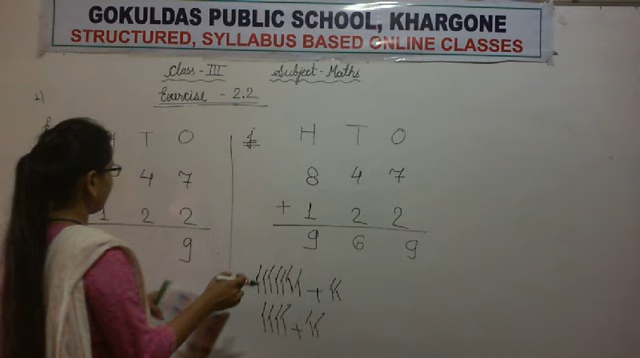 GOKULDAS PUBLIC SCHOOL, KHARGONE
STRUCTURED, SYLLABUS BASED ONLINE CLASSES
Class - III Subject - Maths
Exercise - 2.2
T O
4 7
1 2 2
9
H T O
8 4 7
+ 1 2 2
9 6 9
+
+